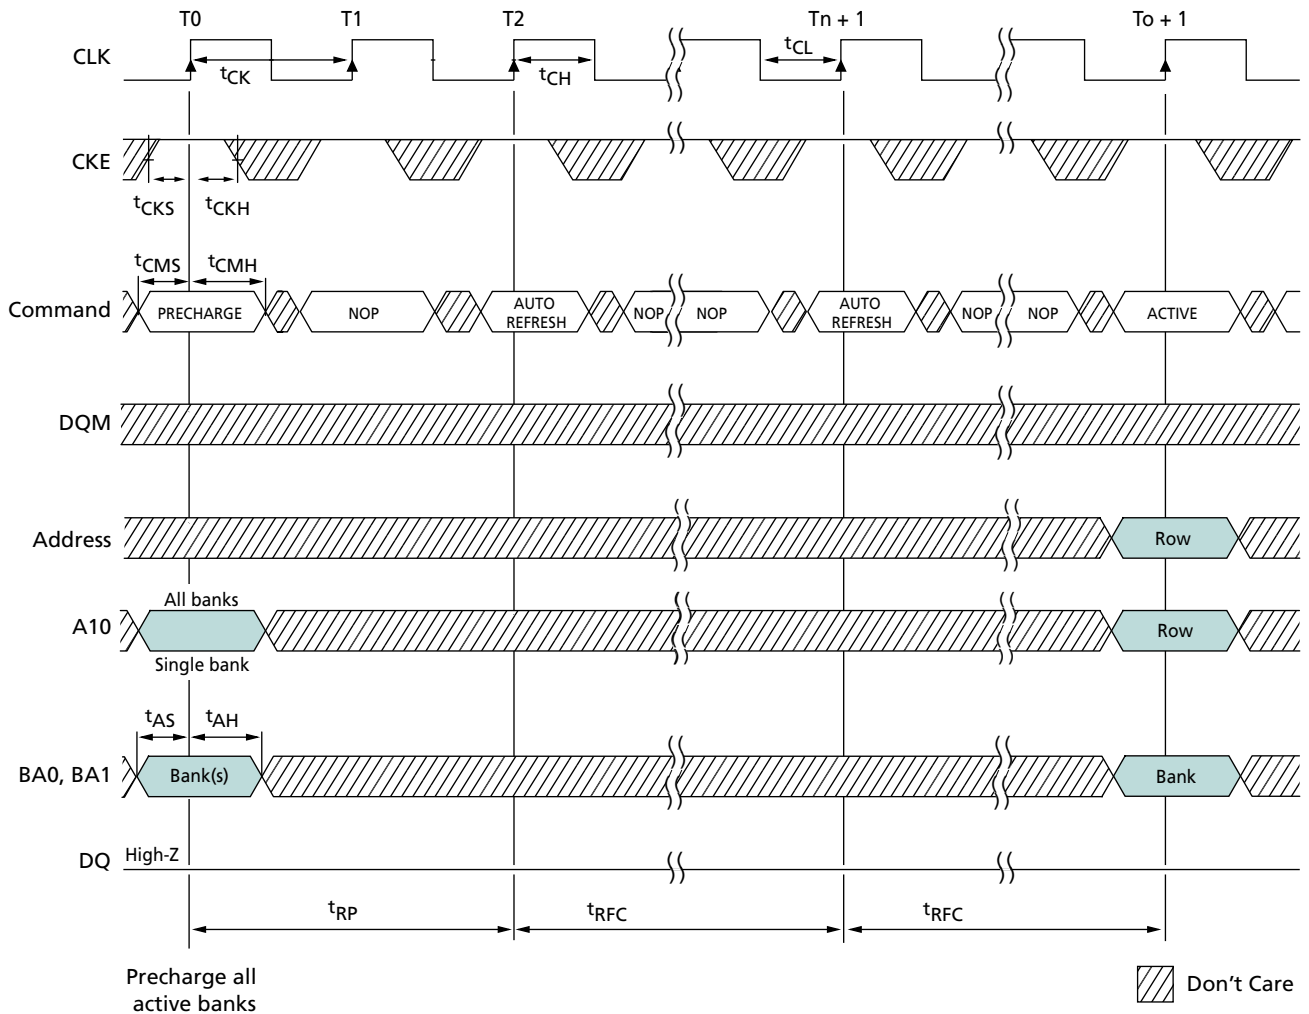 T0 T1 T2 Tn + 1 To + 1
CLK
tCK tCH tCL
CKE
tCKS tCKH
tCMS tCMH
Command PRECHARGE NOP AUTO REFRESH NOP NOP AUTO REFRESH NOP NOP ACTIVE
DQM
Address Row
All banks
A10 Row
Single bank
tAS tAH
BA0, BA1 Bank(s) Bank
DQ High-Z
tRP tRFC tRFC
Precharge all
active banks
Don't Care